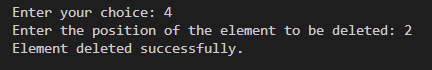 Enter your choice: 4
Enter the position of the element to be deleted: 2
Element deleted successfully.